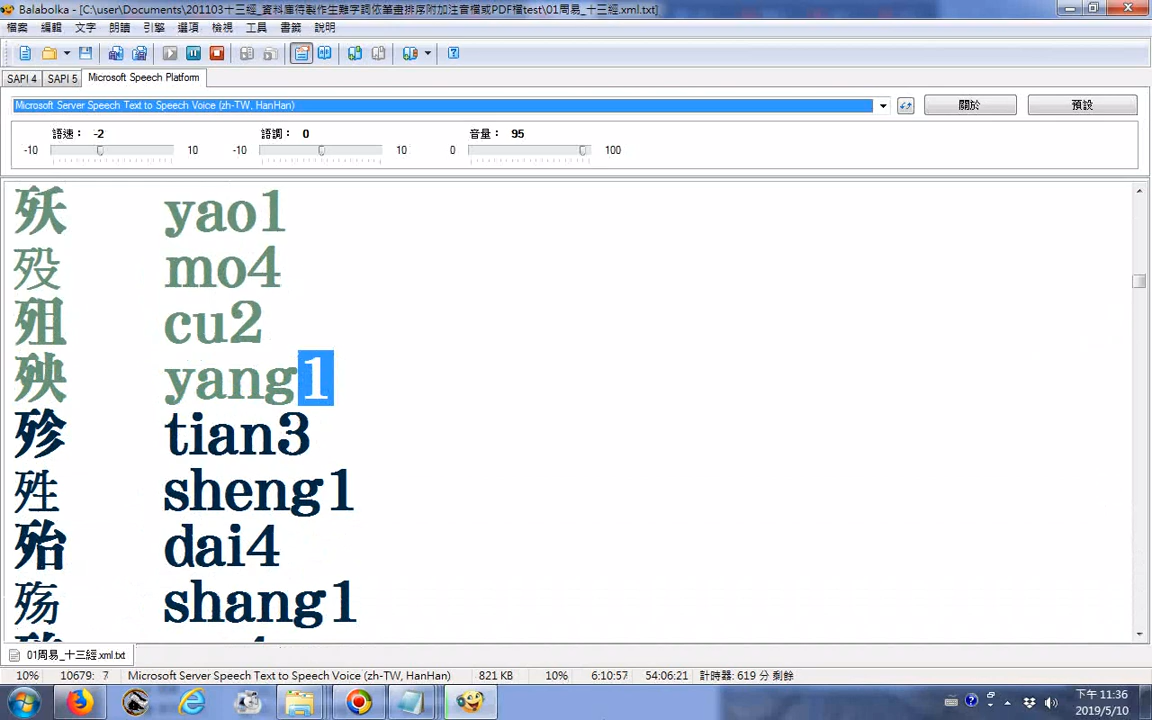 Balabolka - [C:\user\Documents\201103十三經_資料庫待製作生難字詞依筆畫排序附加注音檔或PDF檔test\01周易_十三經.xml.txt]
檔案 編輯 文字 朗讀 引擎 選項 檢視 工具 書籤 說明
SAPI 4 SAPI 5 Microsoft Speech Platform
Microsoft Server Speech Text to Speech Voice (zh-TW, HanHan) 關於 預設
語速： -2 語調： 0 音量： 95
-10 10 -10 10 0 100
殀 yao1
歿 mo4
殂 cu2
殃 yang1
殄 tian3
殅 sheng1
殆 dai4
殇 shang1
01周易_十三經.xml.txt
10% 10679: 7 Microsoft Server Speech Text to Speech Voice (zh-TW, HanHan) 821 KB 10% 6:10:57 54:06:21 計時器: 619 分 剩餘
下午 11:36
2019/5/10